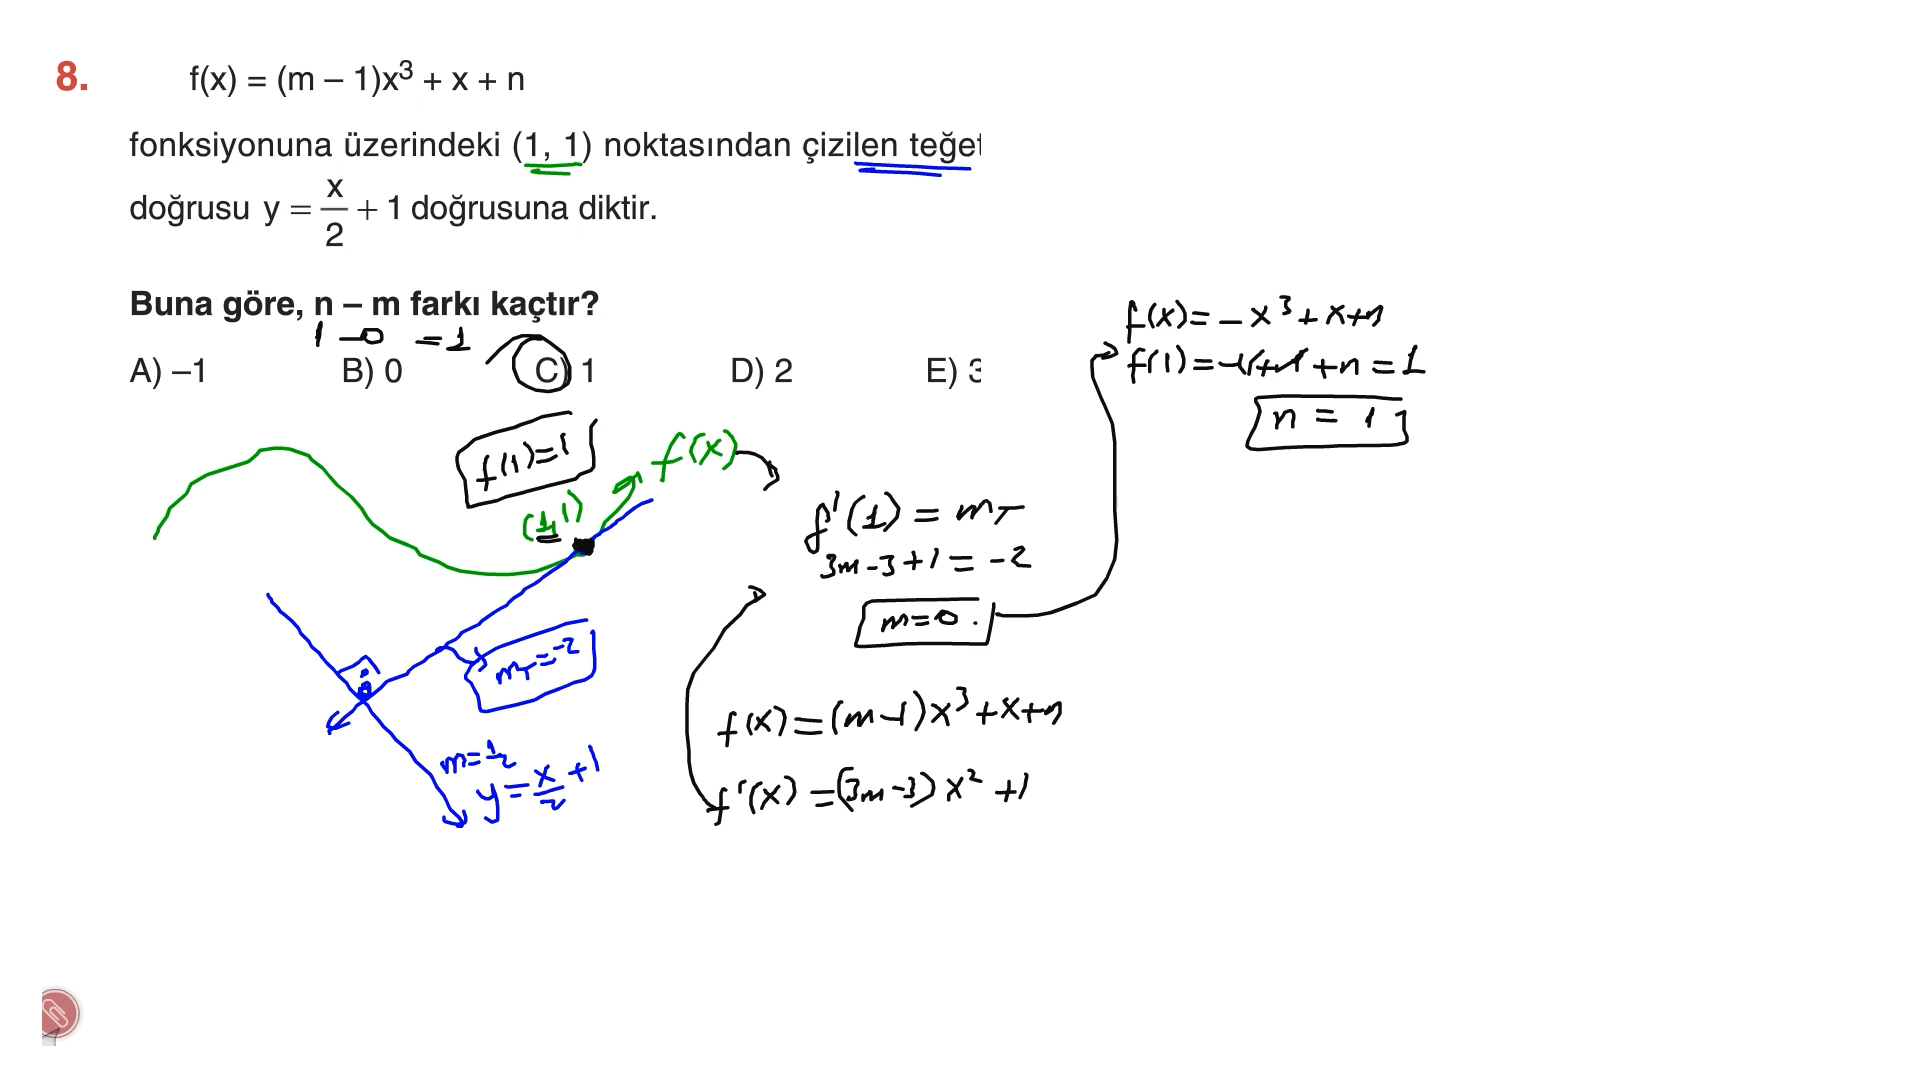 8. f(x) = (m – 1)x³ + x + n
fonksiyonuna üzerindeki (1, 1) noktasından çizilen teğet
doğrusu y = x/2 + 1 doğrusuna diktir.
Buna göre, n – m farkı kaçtır?
1 - 0 = 1
A) –1 B) 0 C) 1 D) 2 E) 3
f(1)=1
f(x)
(1,1)
mT=-2
m=1/2
y=x/2+1
f'(1) = mT
3m-3+1=-2
m=0.
f(x)=(m-1)x³+x+n
f'(x)=(3m-3)x²+1
f(x)=-x³+x+n
f(1)=-1+1+n=1
n = 1